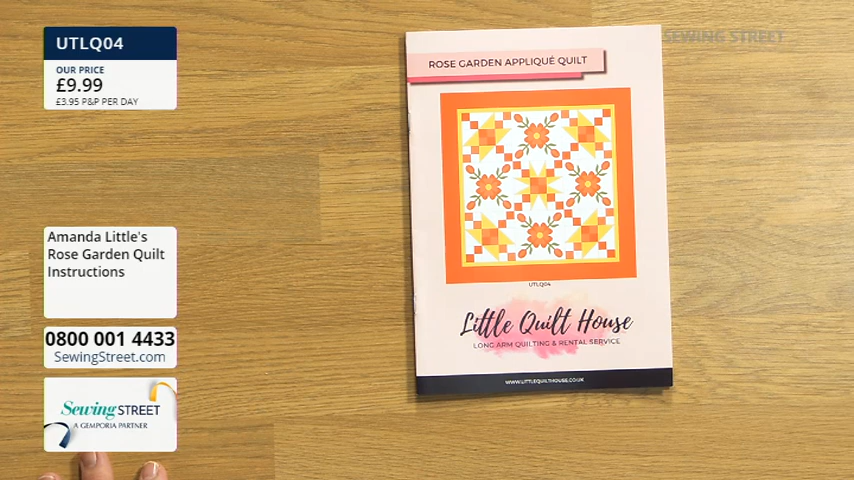 UTLQ04
OUR PRICE
£9.99
£3.95 P&P PER DAY
Amanda Little's
Rose Garden Quilt
Instructions
0800 001 4433
SewingStreet.com
Sewing STREET
A GEMPORIA PARTNER
SEWING STREET
ROSE GARDEN APPLIQUÉ QUILT
UTLQ04
Little Quilt House
LONG ARM QUILTING & RENTAL SERVICE
WWW.LITTLEQUILTHOUSE.CO.UK